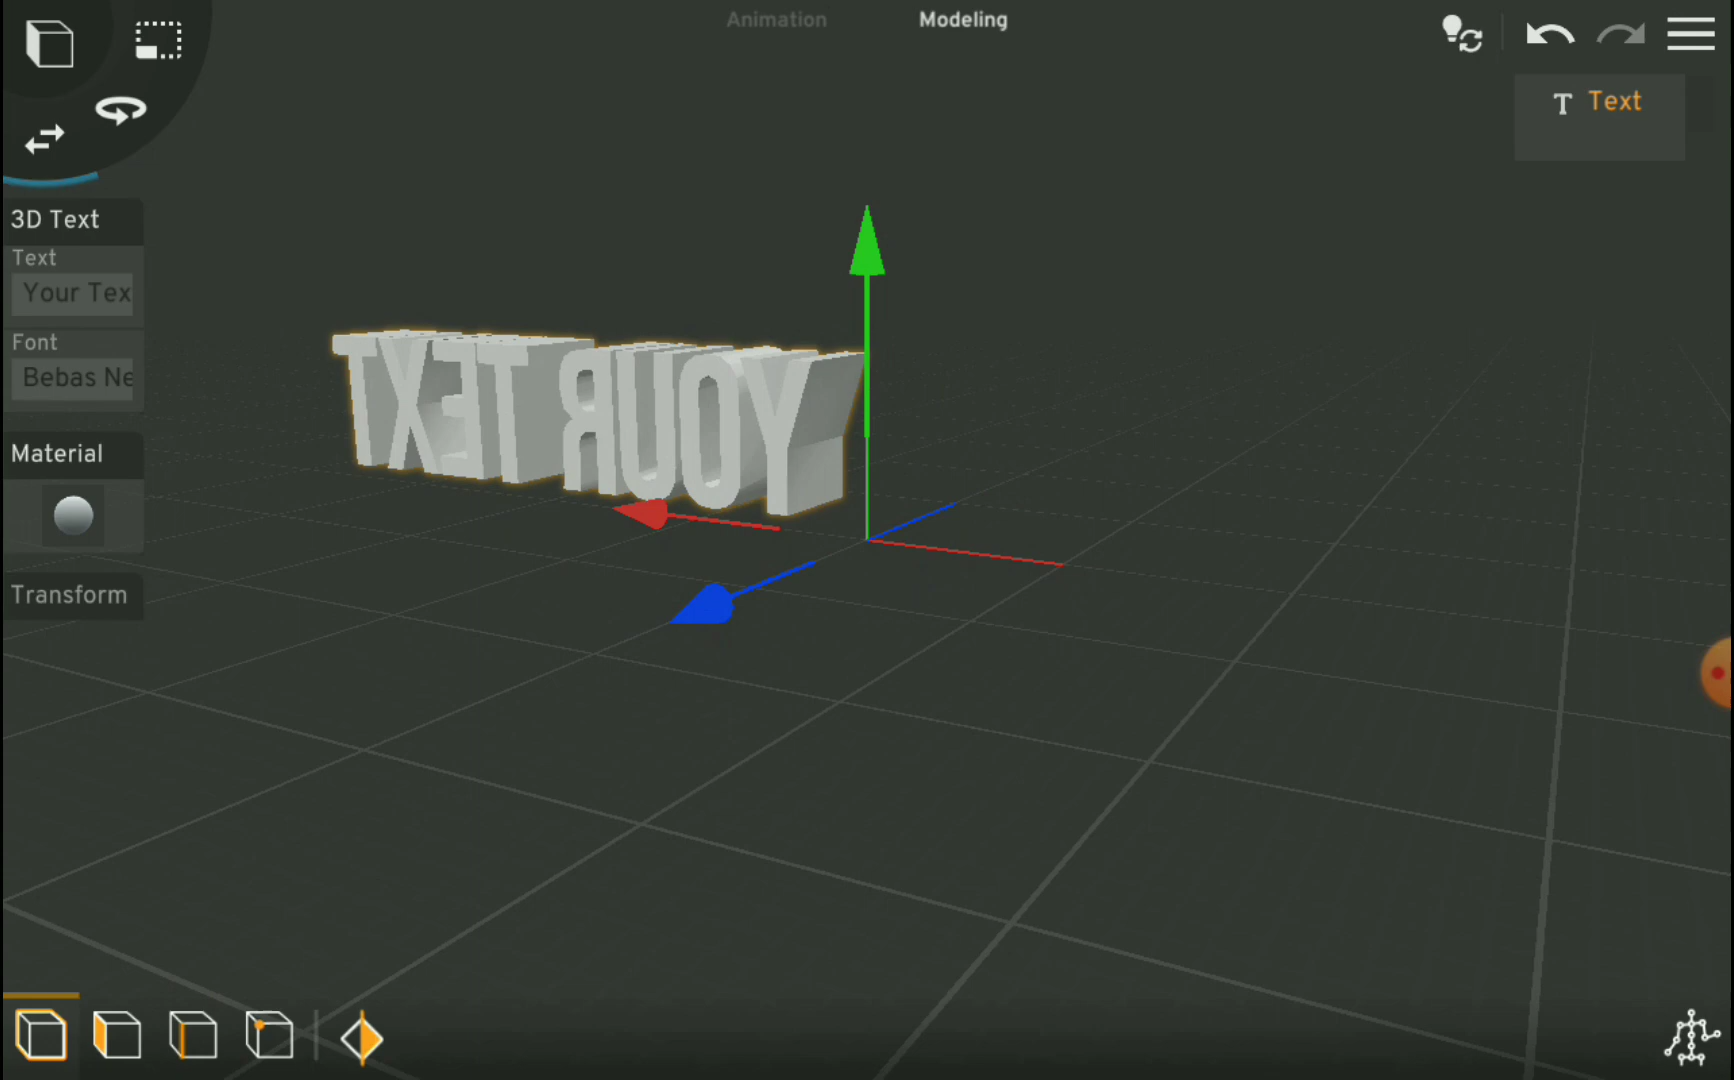 Animation Modeling
T Text
3D Text
Text
Your Tex
Font
Bebas Ne
Material
Transform
YOUR TEXT